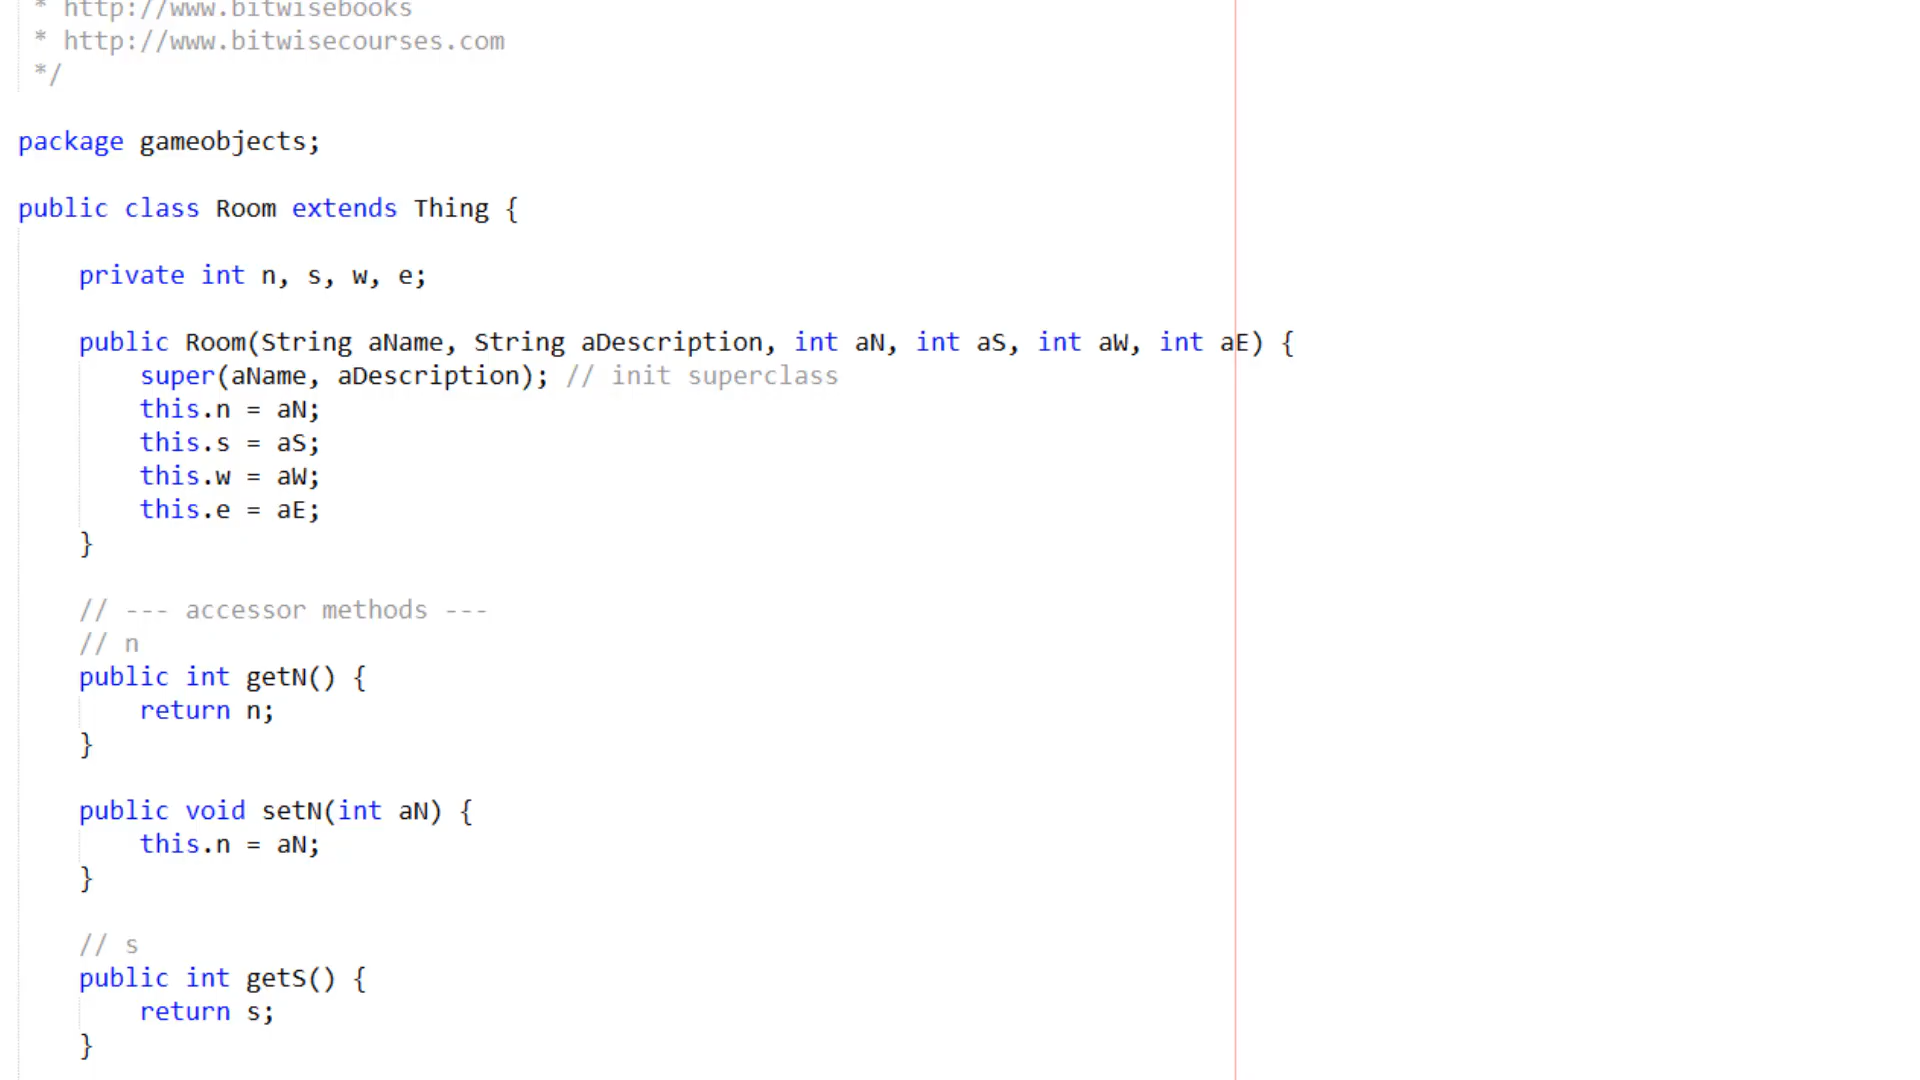 * http://www.bitwisebooks
* http://www.bitwisecourses.com
*/
package gameobjects;
public class Room extends Thing {
private int n, s, w, e;
public Room(String aName, String aDescription, int aN, int aS, int aW, int aE) {
super(aName, aDescription); // init superclass
this.n = aN;
this.s = aS;
this.w = aW;
this.e = aE;
}
// --- accessor methods ---
// n
public int getN() {
return n;
}
public void setN(int aN) {
this.n = aN;
}
// s
public int getS() {
return s;
}